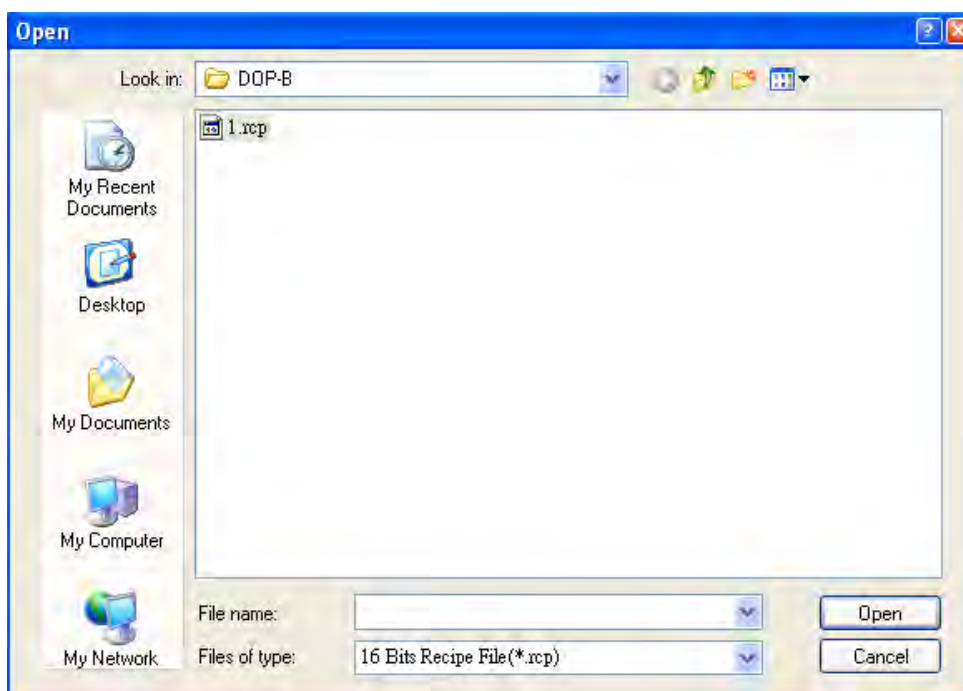 Open
Look in: DOP-B
1.rcp
My Recent
Documents
Desktop
My Documents
My Computer
My Network
File name:
Open
Files of type: 16 Bits Recipe File(*.rcp)
Cancel